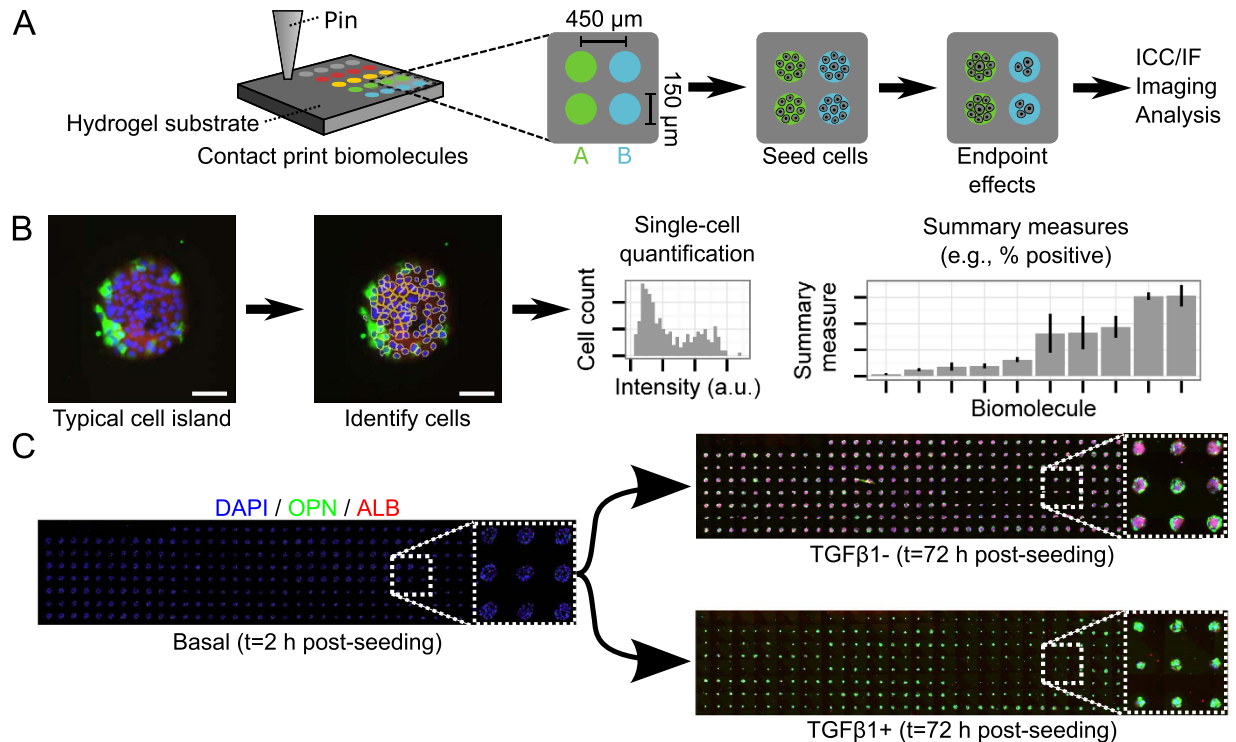 A
Pin
Hydrogel substrate
Contact print biomolecules
450 µm
150 µm
A B
Seed cells
Endpoint
effects
ICC/IF
Imaging
Analysis
B
Typical cell island
Identify cells
Single-cell
quantification
Cell count
Intensity (a.u.)
Summary measures
(e.g., % positive)
Summary
measure
Biomolecule
C
DAPI / OPN / ALB
Basal (t=2 h post-seeding)
TGFβ1- (t=72 h post-seeding)
TGFβ1+ (t=72 h post-seeding)